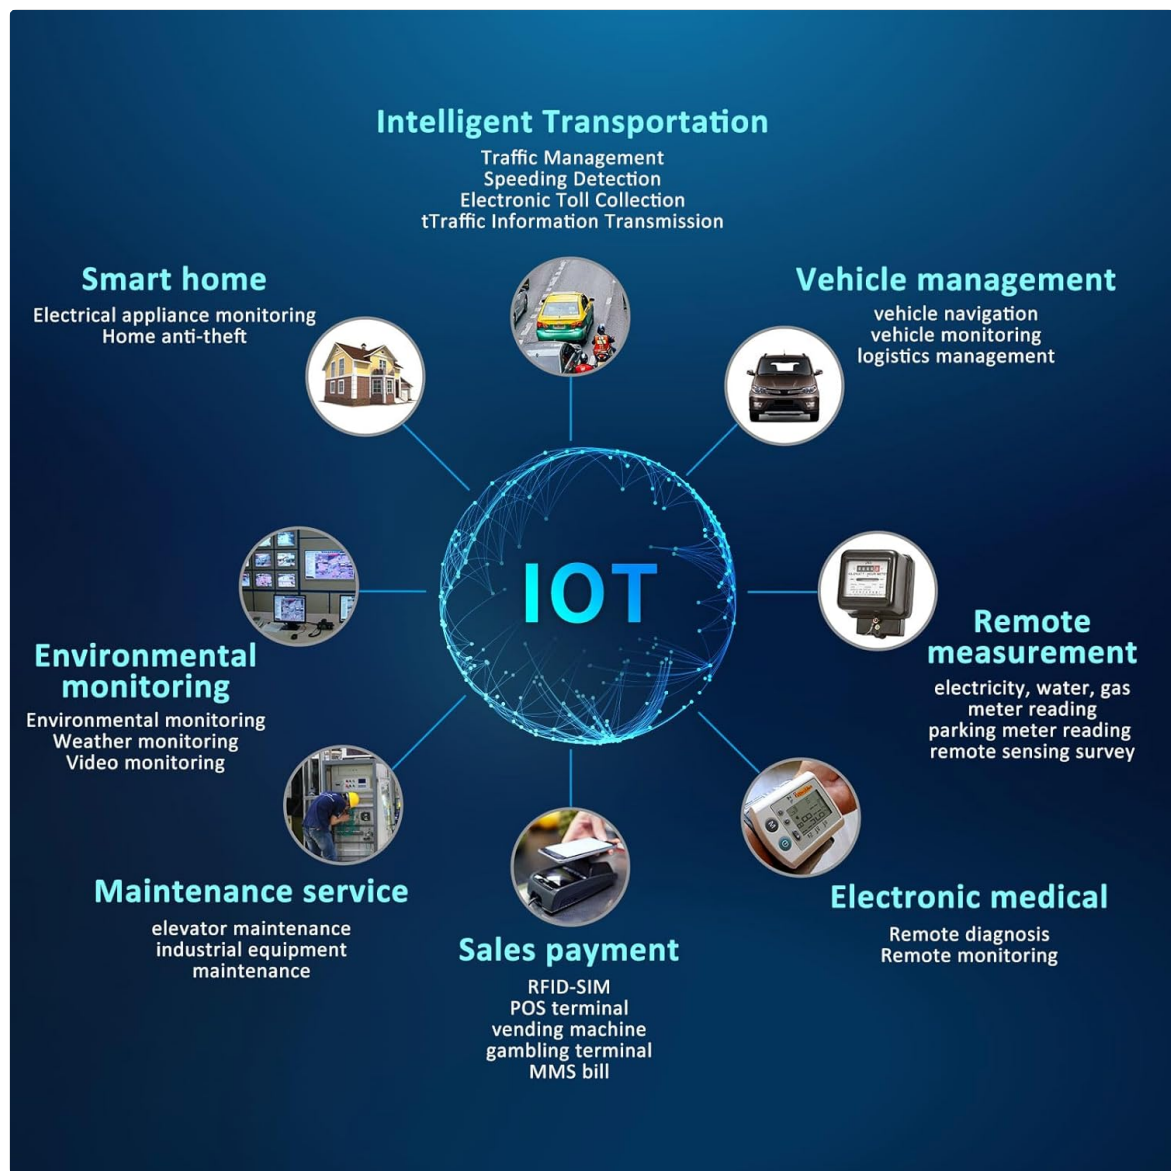 Intelligent Transportation
Traffic Management
Speeding Detection
Electronic Toll Collection
tTraffic Information Transmission
Smart home
Electrical appliance monitoring
Home anti-theft
Vehicle management
vehicle navigation
vehicle monitoring
logistics management
IOT
Environmental
monitoring
Environmental monitoring
Weather monitoring
Video monitoring
Remote
measurement
electricity, water, gas
meter reading
parking meter reading
remote sensing survey
Maintenance service
elevator maintenance
industrial equipment
maintenance
Sales payment
RFID-SIM
POS terminal
vending machine
gambling terminal
MMS bill
Electronic medical
Remote diagnosis
Remote monitoring